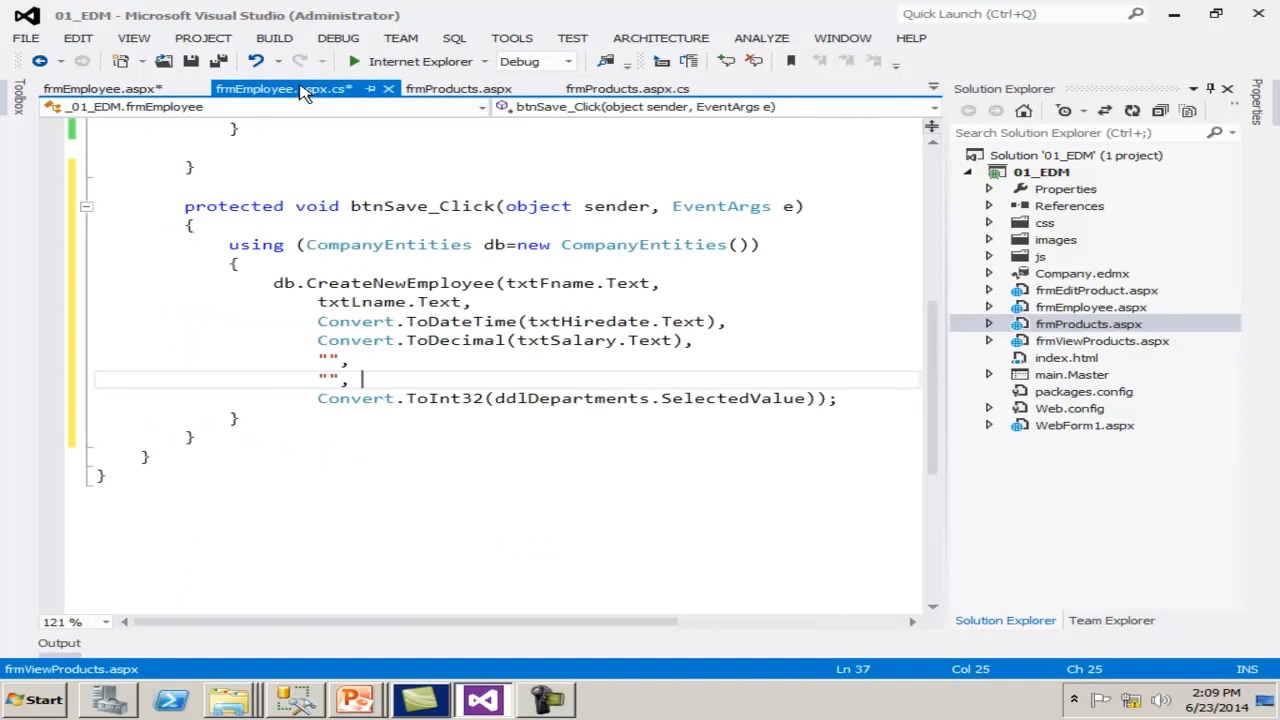 01_EDM - Microsoft Visual Studio (Administrator)
Quick Launch (Ctrl+Q)
FILE EDIT VIEW PROJECT BUILD DEBUG TEAM SQL TOOLS TEST ARCHITECTURE ANALYZE WINDOW HELP
Internet Explorer Debug
Toolbox
frmEmployee.aspx* frmEmployee.aspx.cs* frmProducts.aspx frmProducts.aspx.cs
_01_EDM.frmEmployee btnSave_Click(object sender, EventArgs e)
}
}
protected void btnSave_Click(object sender, EventArgs e)
{
using (CompanyEntities db=new CompanyEntities())
{
db.CreateNewEmployee(txtFname.Text,
txtLname.Text,
Convert.ToDateTime(txtHiredate.Text),
Convert.ToDecimal(txtSalary.Text),
"",
"",
Convert.ToInt32(ddlDepartments.SelectedValue));
}
}
}
}
121 %
Output
Solution Explorer
Search Solution Explorer (Ctrl+;)
Solution '01_EDM' (1 project)
01_EDM
Properties
References
css
images
js
Company.edmx
frmEditProduct.aspx
frmEmployee.aspx
frmProducts.aspx
frmViewProducts.aspx
index.html
main.Master
packages.config
Web.config
WebForm1.aspx
Solution Explorer Team Explorer
Properties
frmViewProducts.aspx Ln 37 Col 25 Ch 25 INS
Start
2:09 PM
6/23/2014